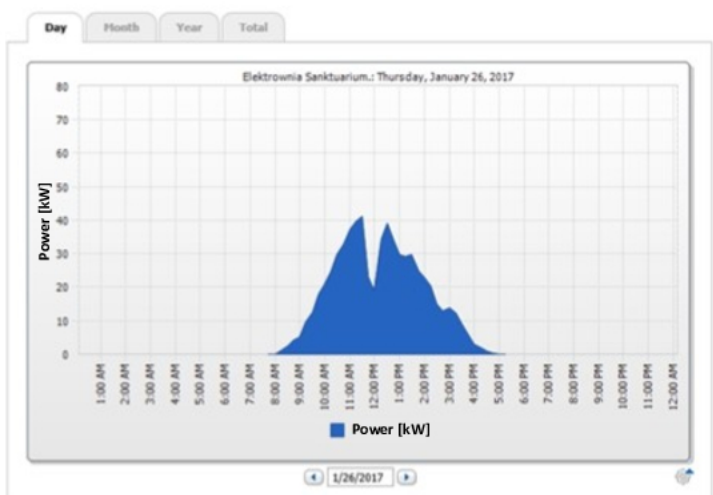 Day Month Year Total
Elektrownia Sanktuarium.: Thursday, January 26, 2017
Power [kW]
80
70
60
50
40
30
20
10
0
1:00 AM 2:00 AM 3:00 AM 4:00 AM 5:00 AM 6:00 AM 7:00 AM 8:00 AM 9:00 AM 10:00 AM 11:00 AM 12:00 PM 1:00 PM 2:00 PM 3:00 PM 4:00 PM 5:00 PM 6:00 PM 7:00 PM 8:00 PM 9:00 PM 10:00 PM 11:00 PM 12:00 AM
Power [kW]
1/26/2017